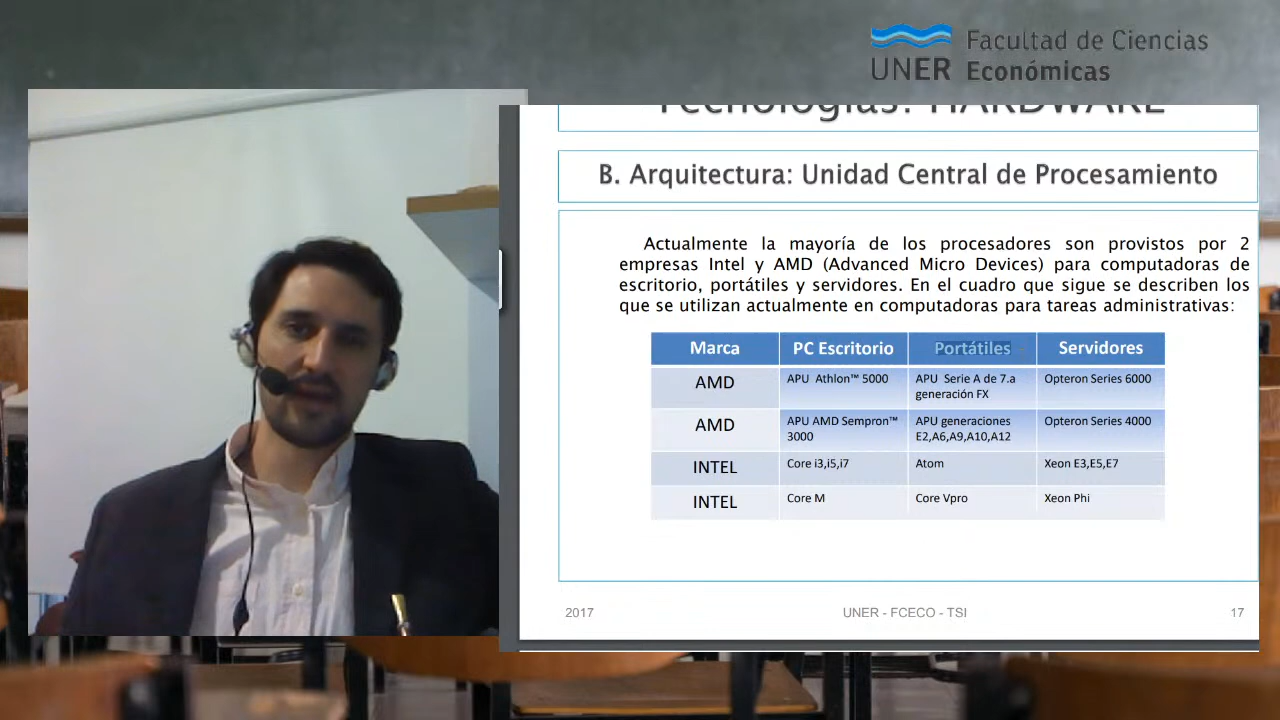 UNER Facultad de Ciencias
Económicas
Tecnologías: HARDWARE
B. Arquitectura: Unidad Central de Procesamiento
Actualmente la mayoría de los procesadores son provistos por 2
empresas Intel y AMD (Advanced Micro Devices) para computadoras de
escritorio, portátiles y servidores. En el cuadro que sigue se describen los
que se utilizan actualmente en computadoras para tareas administrativas:
Marca PC Escritorio Portátiles Servidores
AMD APU Athlon™ 5000 APU Serie A de 7.a
generación FX Opteron Series 6000
AMD APU AMD Sempron™
3000 APU generaciones
E2,A6,A9,A10,A12 Opteron Series 4000
INTEL Core i3,i5,i7 Atom Xeon E3,E5,E7
INTEL Core M Core Vpro Xeon Phi
2017 UNER - FCECO - TSI 17